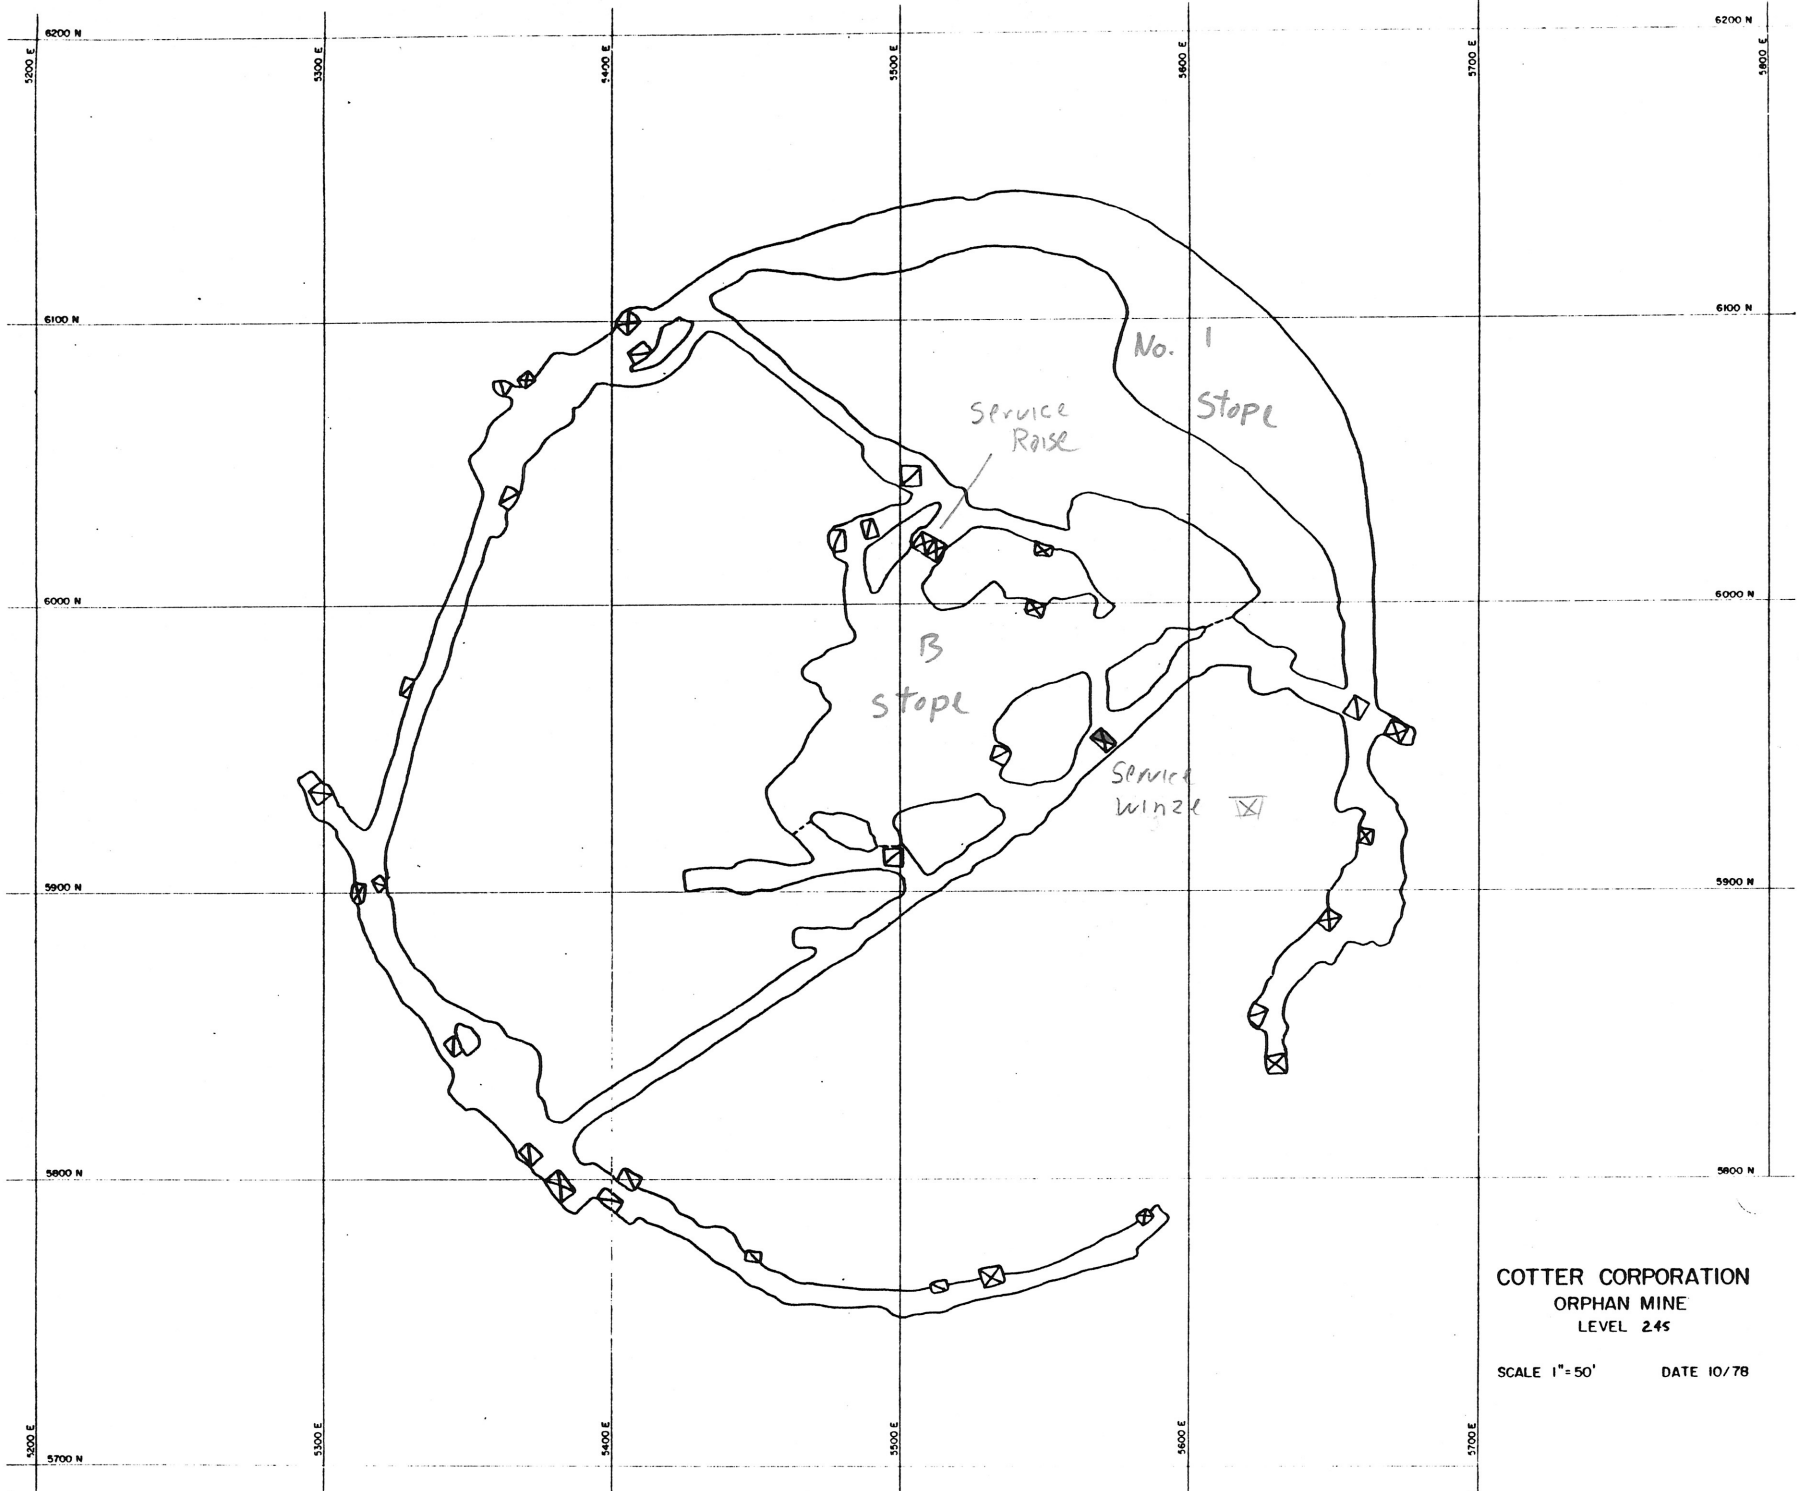 6200 N
6200 N
5200 E
5300 E
5400 E
5500 E
5600 E
5700 E
5800 E
6100 N
6100 N
No. 1
Stope
Service
Raise
6000 N
6000 N
B
Stope
Service
Winze
5900 N
5900 N
5800 N
5800 N
COTTER CORPORATION
ORPHAN MINE
LEVEL 245
SCALE 1"=50' DATE 10/78
5200 E
5300 E
5400 E
5500 E
5600 E
5700 E
5700 N